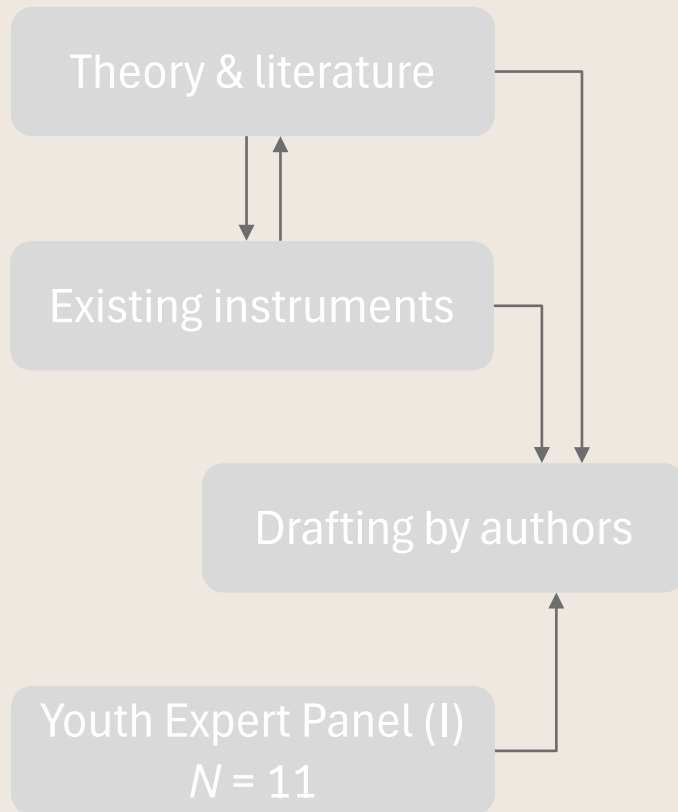 Theory & literature
Existing instruments
Drafting by authors
Youth Expert Panel (I)
N = 11